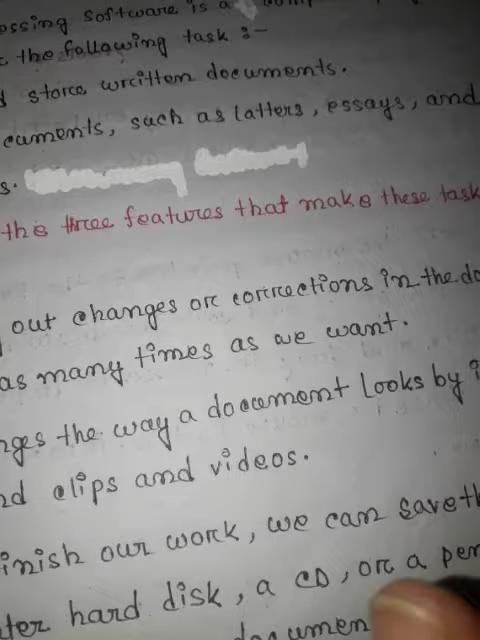 essing software is a
the following task :-
d store written documents.
cuments, such as latters, essays, and
s.
the three features that make these task
out changes or corrections in the do
as many times as we want.
nges the way a document looks by i
nd clips and videos.
inish our work, we can save th
ter hard disk, a CD, or a pen
documen